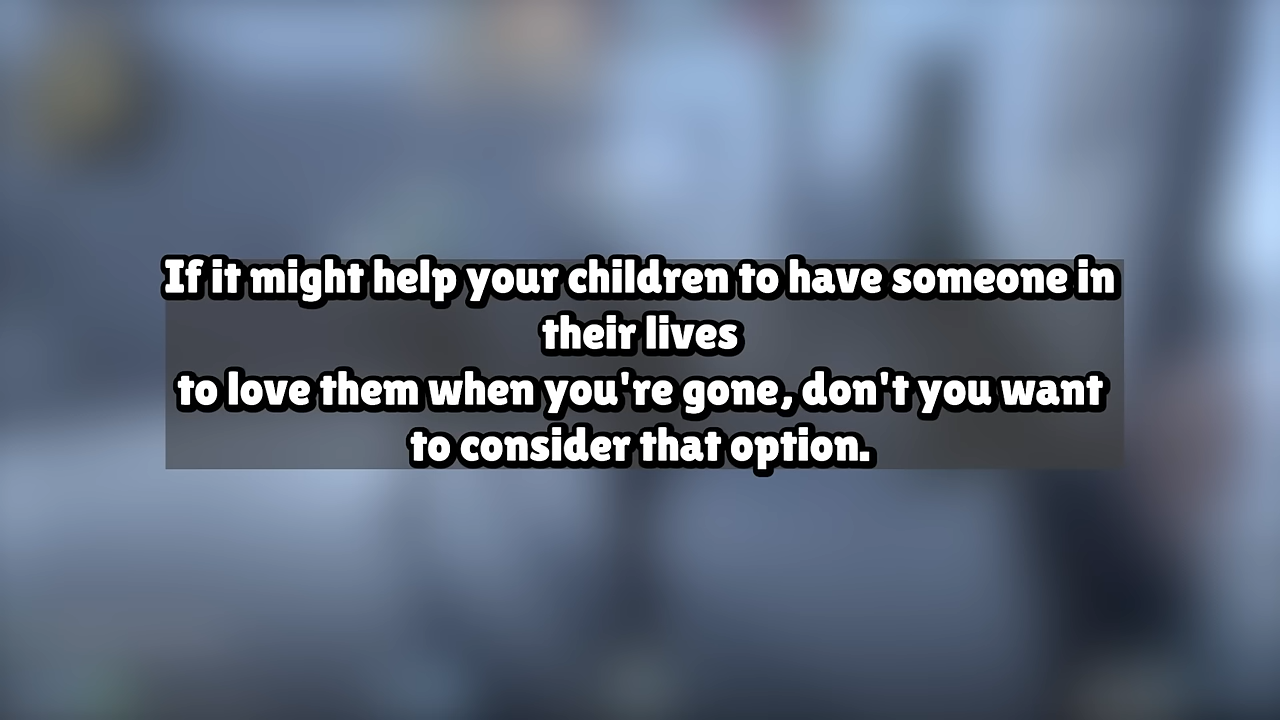 If it might help your children to have someone in
their lives
to love them when you're gone, don't you want
to consider that option.